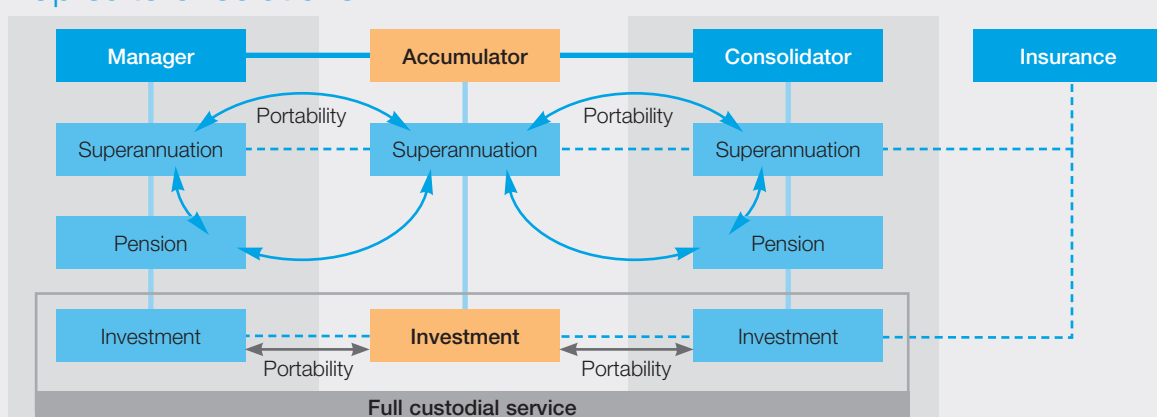 Manager Accumulator Consolidator Insurance
Portability Portability
Superannuation Superannuation Superannuation
Pension Pension
Investment Investment Investment
Portability Portability
Full custodial service